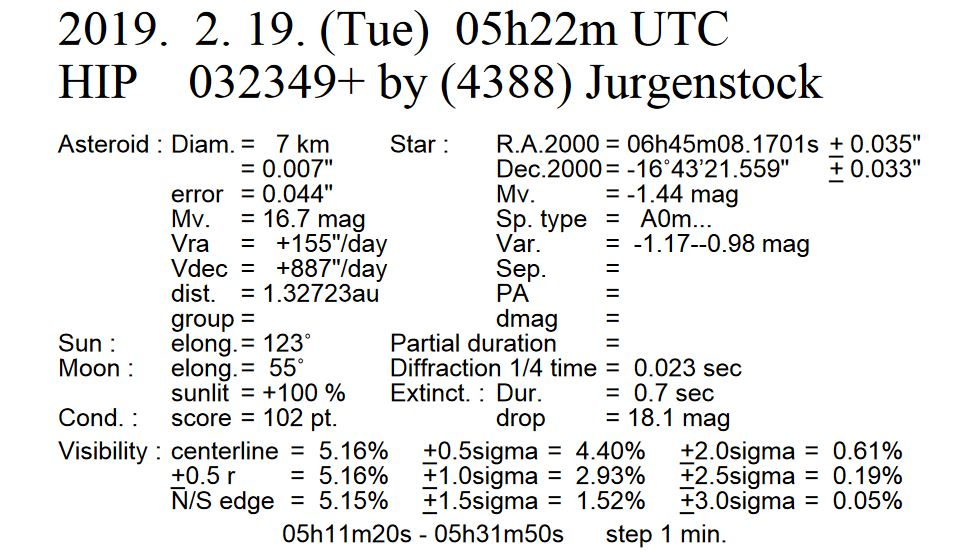 2019. 2. 19. (Tue) 05h22m UTC
HIP 032349+ by (4388) Jurgenstock
Asteroid : Diam. = 7 km Star : R.A.2000 = 06h45m08.1701s ± 0.035"
= 0.007" Dec.2000 = -16°43'21.559" ± 0.033"
error = 0.044" Mv. = -1.44 mag
Mv. = 16.7 mag Sp. type = A0m...
Vra = +155"/day Var. = -1.17--0.98 mag
Vdec = +887"/day Sep. =
dist. = 1.32723au PA =
group = dmag =
Sun : elong. = 123° Partial duration =
Moon : elong. = 55° Diffraction 1/4 time = 0.023 sec
sunlit = +100 % Extinct. : Dur. = 0.7 sec
Cond. : score = 102 pt. drop = 18.1 mag
Visibility : centerline = 5.16% ±0.5sigma = 4.40% ±2.0sigma = 0.61%
±0.5 r = 5.16% ±1.0sigma = 2.93% ±2.5sigma = 0.19%
N/S edge = 5.15% ±1.5sigma = 1.52% ±3.0sigma = 0.05%
05h11m20s - 05h31m50s step 1 min.